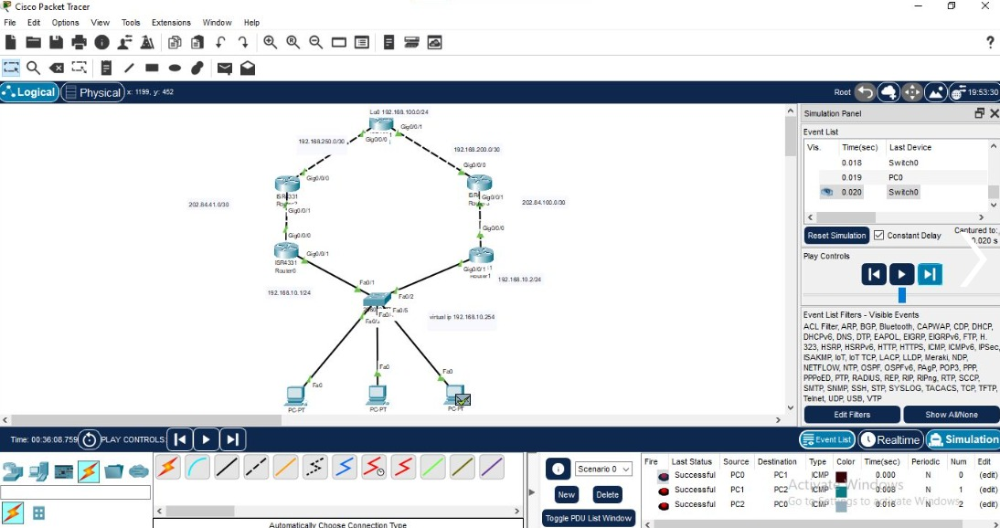 Cisco Packet Tracer
File Edit Options View Tools Extensions Window Help
Logical Physical x: 1199, y: 452 Root 19:53:30
Simulation Panel
Event List
Vis. Time(sec) Last Device
0.018 Switch0
0.019 PC0
0.020 Switch0
Reset Simulation Constant Delay Captured to:
0.020 s
Play Controls
Event List Filters - Visible Events
ACL Filter, ARP, BGP, Bluetooth, CAPWAP, CDP, DHCP,
DHCPv6, DNS, DTP, EAPOL, EIGRP, EIGRPv6, FTP, H.
323, HSRP, HSRPv6, HTTP, HTTPS, ICMP, ICMPv6, IPSec,
ISAKMP, IoT, IoT TCP, LACP, LLDP, Meraki, NDP,
NETFLOW, NTP, OSPF, OSPFv6, PAgP, POP3, PPP,
PPPoED, PTP, RADIUS, REP, RIP, RIPng, RTP, SCCP,
SMTP, SNMP, SSH, STP, SYSLOG, TACACS, TCP, TFTP,
Telnet, UDP, USB, VTP
Edit Filters Show All/None
Lo0 192.168.100.0/24
Gig0/0/1
Gig0/0/0
192.168.250.0/30
192.168.200.0/30
Gig0/0/0
Gig0/0/0
ISR4331
Gig0/0/1
202.84.41.0/30
202.84.100.0/30
Gig0/0/1
Gig0/0/0
Gig0/0/0
Gig0/0/1
ISR4331
Router0
Gig0/0/1
Router1
192.168.10.2/24
192.168.10.1/24
Fa0/1
Fa0/2
Fa0/5
virtual ip 192.168.10.254
Fa0
Fa0
Fa0
PC-PT
PC-PT
PC-PT
Time: 00:36:08.759 PLAY CONTROLS: Event List Realtime Simulation
Automatically Choose Connection Type
Scenario 0
New Delete
Toggle PDU List Window
Fire Last Status Source Destination Type Color Time(sec) Periodic Num Edit
Successful PC0 PC1 ICMP 0.000 N 0 (edit)
Successful PC1 PC2 ICMP 0.008 N 1 (edit)
Successful PC2 PC0 ICMP 0.016 N 2 (edit)
Activate Windows
Go to Settings to activate Windows.